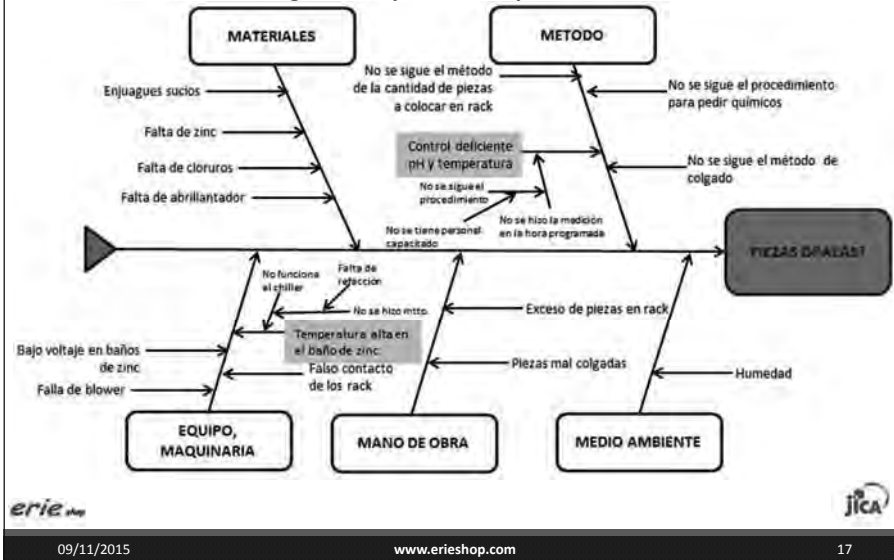 MATERIALES
METODO
Enjuagues sucios
Falta de zinc
Falta de cloruros
Falta de abrillantador
No se sigue el método
de la cantidad de piezas
a colocar en rack
No se sigue el procedimiento
para pedir químicos
Control deficiente
pH y temperatura
No se sigue el método de
colgado
No se sigue el
procedimiento
No se tiene personal
capacitado
No se hizo la medición
en la hora programada
PIEZAS OPACAS?
No funciona
el chiller
Falta de
refacción
No se hizo mtto.
Temperatura alta en
el baño de zinc.
Bajo voltaje en baños
de zinc
Falla de blower
Falso contacto
de los rack
Exceso de piezas en rack
Piezas mal colgadas
Humedad
EQUIPO,
MAQUINARIA
MANO DE OBRA
MEDIO AMBIENTE
erie shop
jica
09/11/2015
www.erieshop.com
17